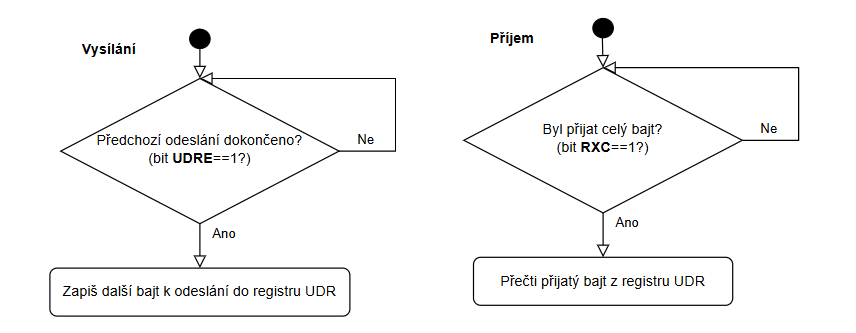 Vysílání
Předchozí odeslání dokončeno?
(bit UDRE==1?)
Ne
Ano
Zapiš další bajt k odeslání do registru UDR
Příjem
Byl přijat celý bajt?
(bit RXC==1?)
Ne
Ano
Přečti přijatý bajt z registru UDR